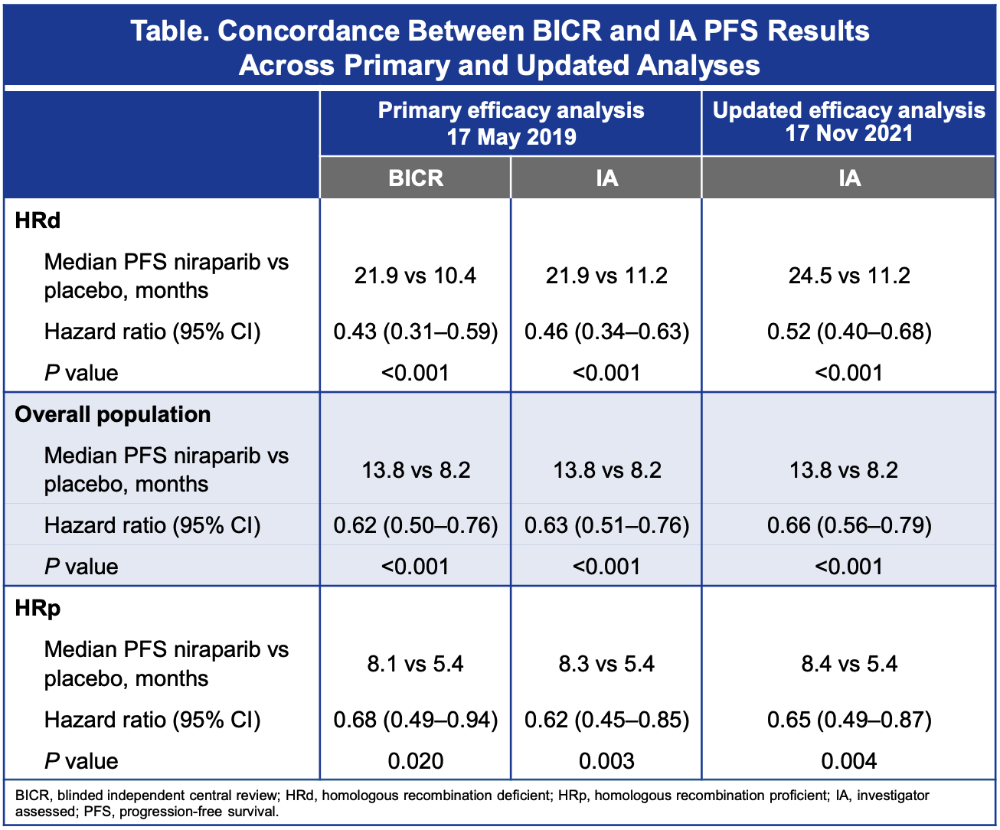 Table. Concordance Between BICR and IA PFS Results
Across Primary and Updated Analyses
Primary efficacy analysis
17 May 2019
Updated efficacy analysis
17 Nov 2021
BICR IA IA
HRd
Median PFS niraparib vs
placebo, months
21.9 vs 10.4 21.9 vs 11.2 24.5 vs 11.2
Hazard ratio (95% CI) 0.43 (0.31–0.59) 0.46 (0.34–0.63) 0.52 (0.40–0.68)
P value <0.001 <0.001 <0.001
Overall population
Median PFS niraparib vs
placebo, months
13.8 vs 8.2 13.8 vs 8.2 13.8 vs 8.2
Hazard ratio (95% CI) 0.62 (0.50–0.76) 0.63 (0.51–0.76) 0.66 (0.56–0.79)
P value <0.001 <0.001 <0.001
HRp
Median PFS niraparib vs
placebo, months
8.1 vs 5.4 8.3 vs 5.4 8.4 vs 5.4
Hazard ratio (95% CI) 0.68 (0.49–0.94) 0.62 (0.45–0.85) 0.65 (0.49–0.87)
P value 0.020 0.003 0.004
BICR, blinded independent central review; HRd, homologous recombination deficient; HRp, homologous recombination proficient; IA, investigator
assessed; PFS, progression-free survival.